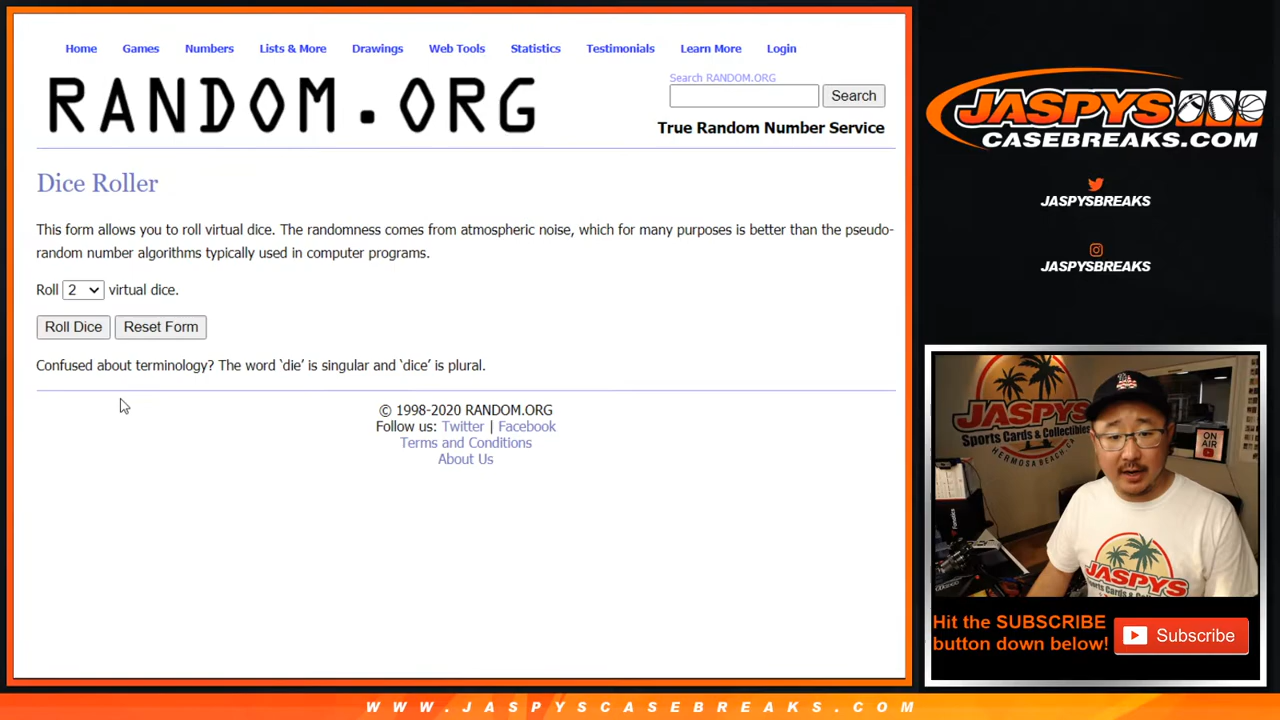 Home Games Numbers Lists & More Drawings Web Tools Statistics Testimonials Learn More Login
RANDOM.ORG
Search RANDOM.ORG
Search
True Random Number Service
Dice Roller
This form allows you to roll virtual dice. The randomness comes from atmospheric noise, which for many purposes is better than the pseudo-
random number algorithms typically used in computer programs.
Roll 2 virtual dice.
Roll Dice Reset Form
Confused about terminology? The word ‘die’ is singular and ‘dice’ is plural.
© 1998-2020 RANDOM.ORG
Follow us: Twitter | Facebook
Terms and Conditions
About Us
JASPYS
CASEBREAKS.COM
JASPYSBREAKS
JASPYSBREAKS
JASPYS
Sports Cards & Collectibles
HERMOSA BEACH, CA
ON
AIR
Fanatics
JASPYS
Hit the SUBSCRIBE
button down below!
Subscribe
WWW.JASPYSCASEBREAKS.COM